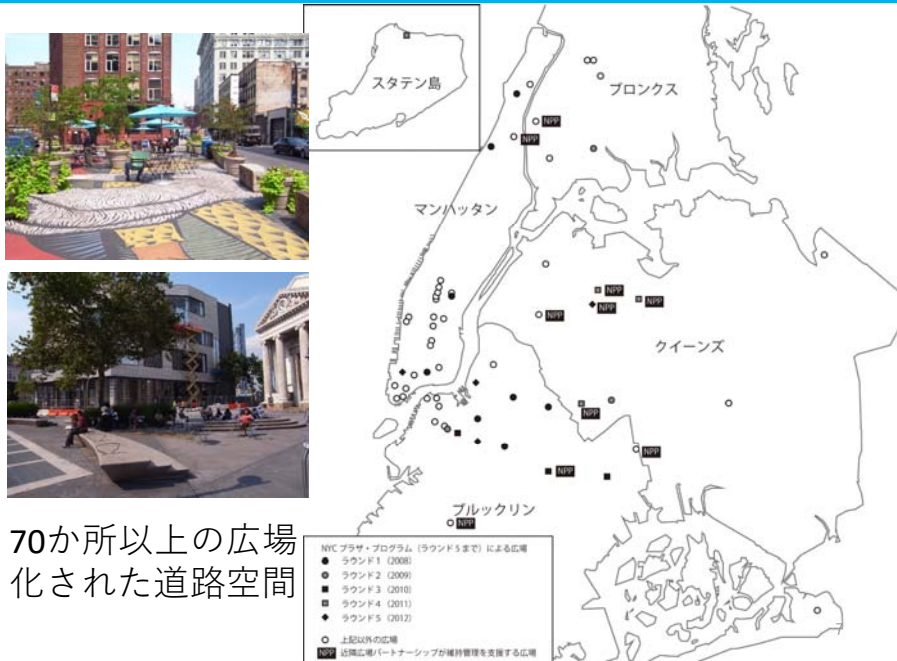 スタテン島
ブロンクス
NPP
NPP
マンハッタン
NPP
NPP
NPP
NPP
クイーンズ
NPP
NPP
NPP
ブルックリン
NPP
70か所以上の広場
化された道路空間
NYC プラザ・プログラム（ラウンド5まで）による広場
ラウンド1（2008）
ラウンド2（2009）
ラウンド3（2010）
ラウンド4（2011）
ラウンド5（2012）
上記以外の広場
NPP 近隣広場パートナーシップが維持管理を支援する広場